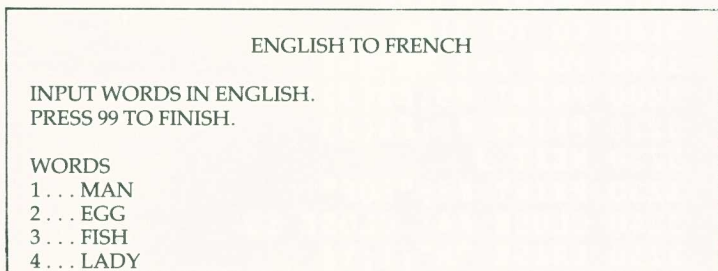 ENGLISH TO FRENCH
INPUT WORDS IN ENGLISH.
PRESS 99 TO FINISH.
WORDS
1 . . . MAN
2 . . . EGG
3 . . . FISH
4 . . . LADY